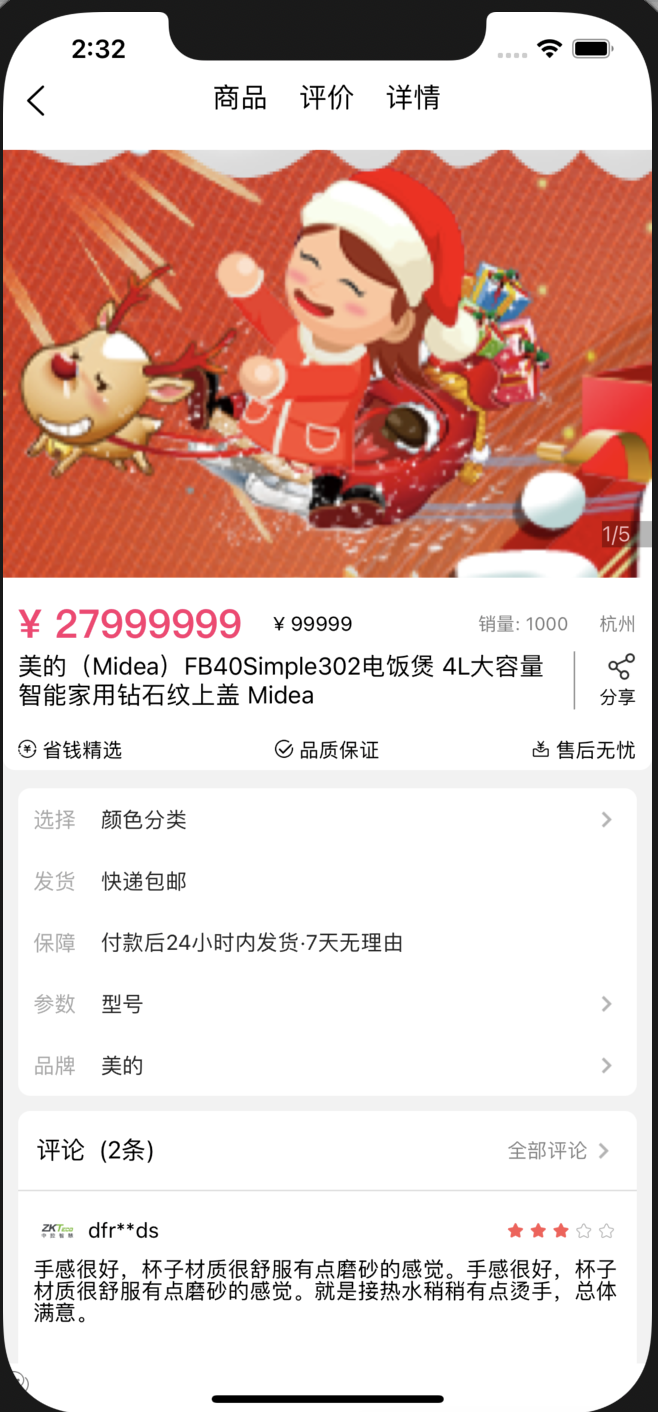 2:32
商品 评价 详情
1/5
¥ 27999999 ¥ 99999 销量: 1000 杭州
美的（Midea）FB40Simple302电饭煲 4L大容量
智能家用钻石纹上盖 Midea
分享
省钱精选 品质保证 售后无忧
选择 颜色分类
发货 快递包邮
保障 付款后24小时内发货·7天无理由
参数 型号
品牌 美的
评论 (2条) 全部评论
ZKTeco dfr**ds
手感很好，杯子材质很舒服有点磨砂的感觉。手感很好，杯子
材质很舒服有点磨砂的感觉。就是接热水稍稍有点烫手，总体
满意。